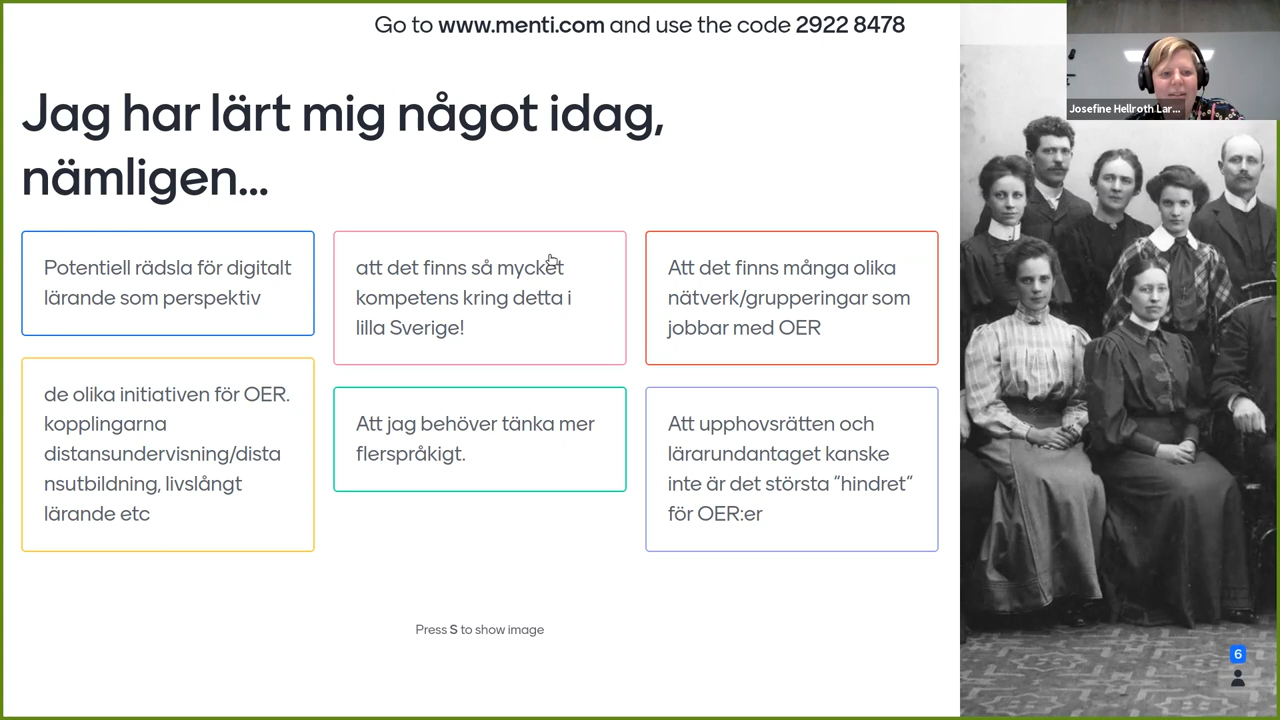 Go to www.menti.com and use the code 2922 8478
Josefine Hellroth Lar...
Jag har lärt mig något idag,
nämligen...
Potentiell rädsla för digitalt
lärande som perspektiv
att det finns så mycket
kompetens kring detta i
lilla Sverige!
Att det finns många olika
nätverk/grupperingar som
jobbar med OER
de olika initiativen för OER.
kopplingarna
distansundervisning/dista
nsutbildning, livslångt
lärande etc
Att jag behöver tänka mer
flerspråkigt.
Att upphovsrätten och
lärarundantaget kanske
inte är det största ”hindret”
för OER:er
Press S to show image
6